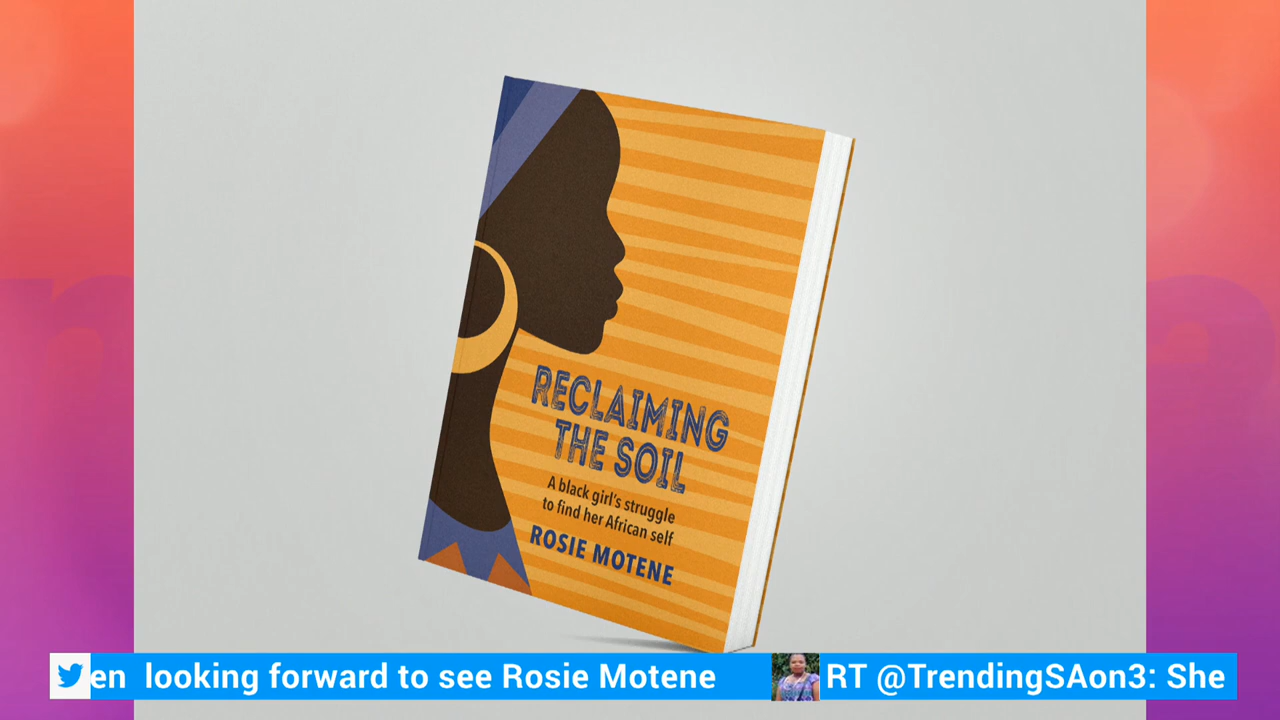 RECLAIMING
THE SOIL
A black girl's struggle
to find her African self
ROSIE MOTENE
en looking forward to see Rosie Motene
RT @TrendingSAon3: She